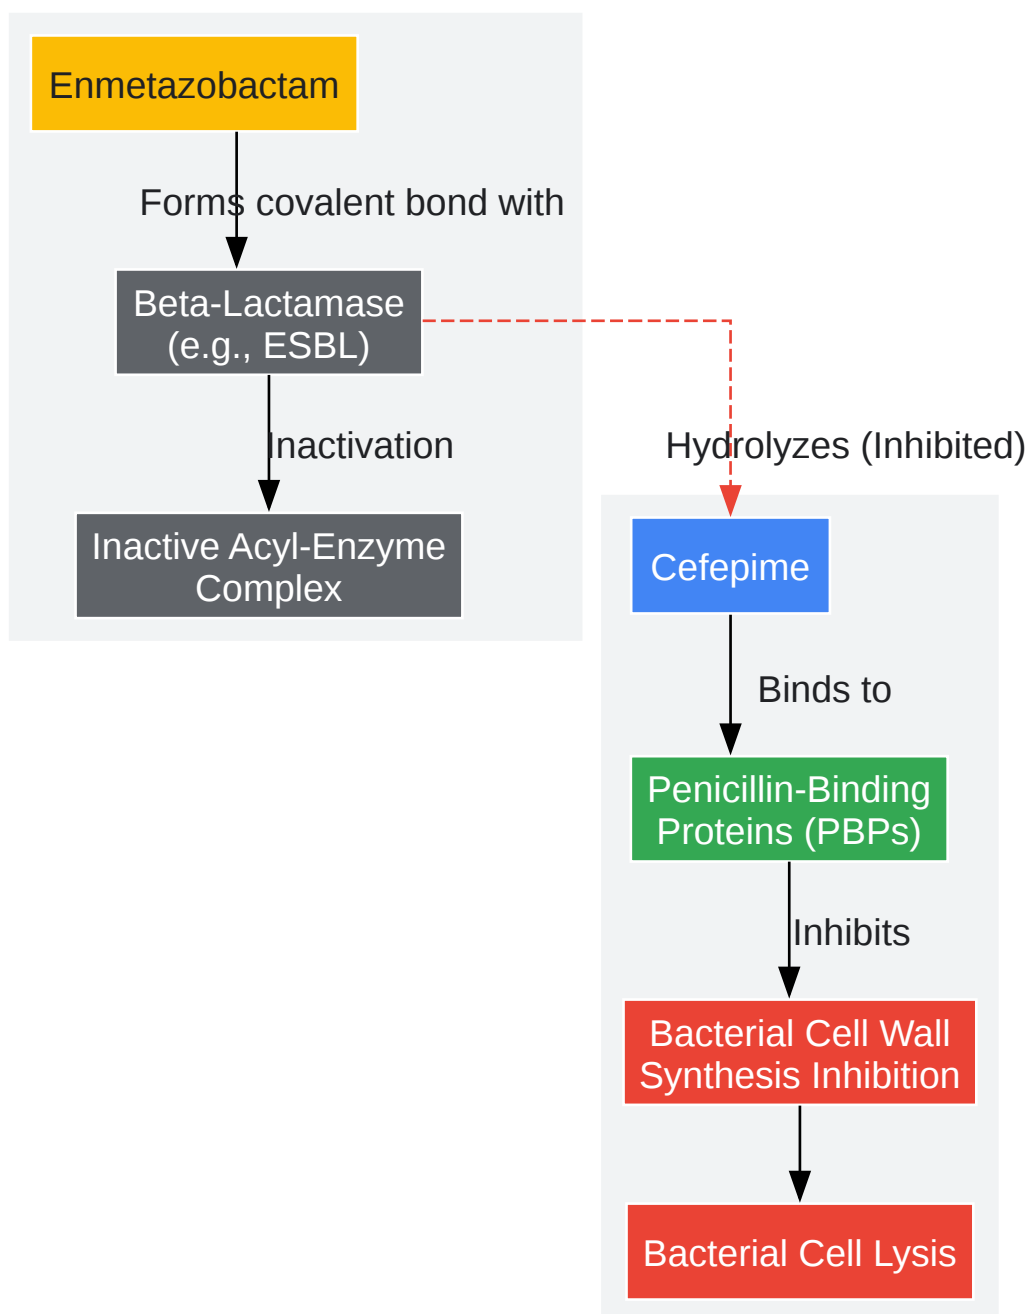 Enmetazobactam
Forms covalent bond with
Beta-Lactamase
(e.g., ESBL)
Inactivation
Inactive Acyl-Enzyme
Complex
Hydrolyzes (Inhibited)
Cefepime
Binds to
Penicillin-Binding
Proteins (PBPs)
Inhibits
Bacterial Cell Wall
Synthesis Inhibition
Bacterial Cell Lysis